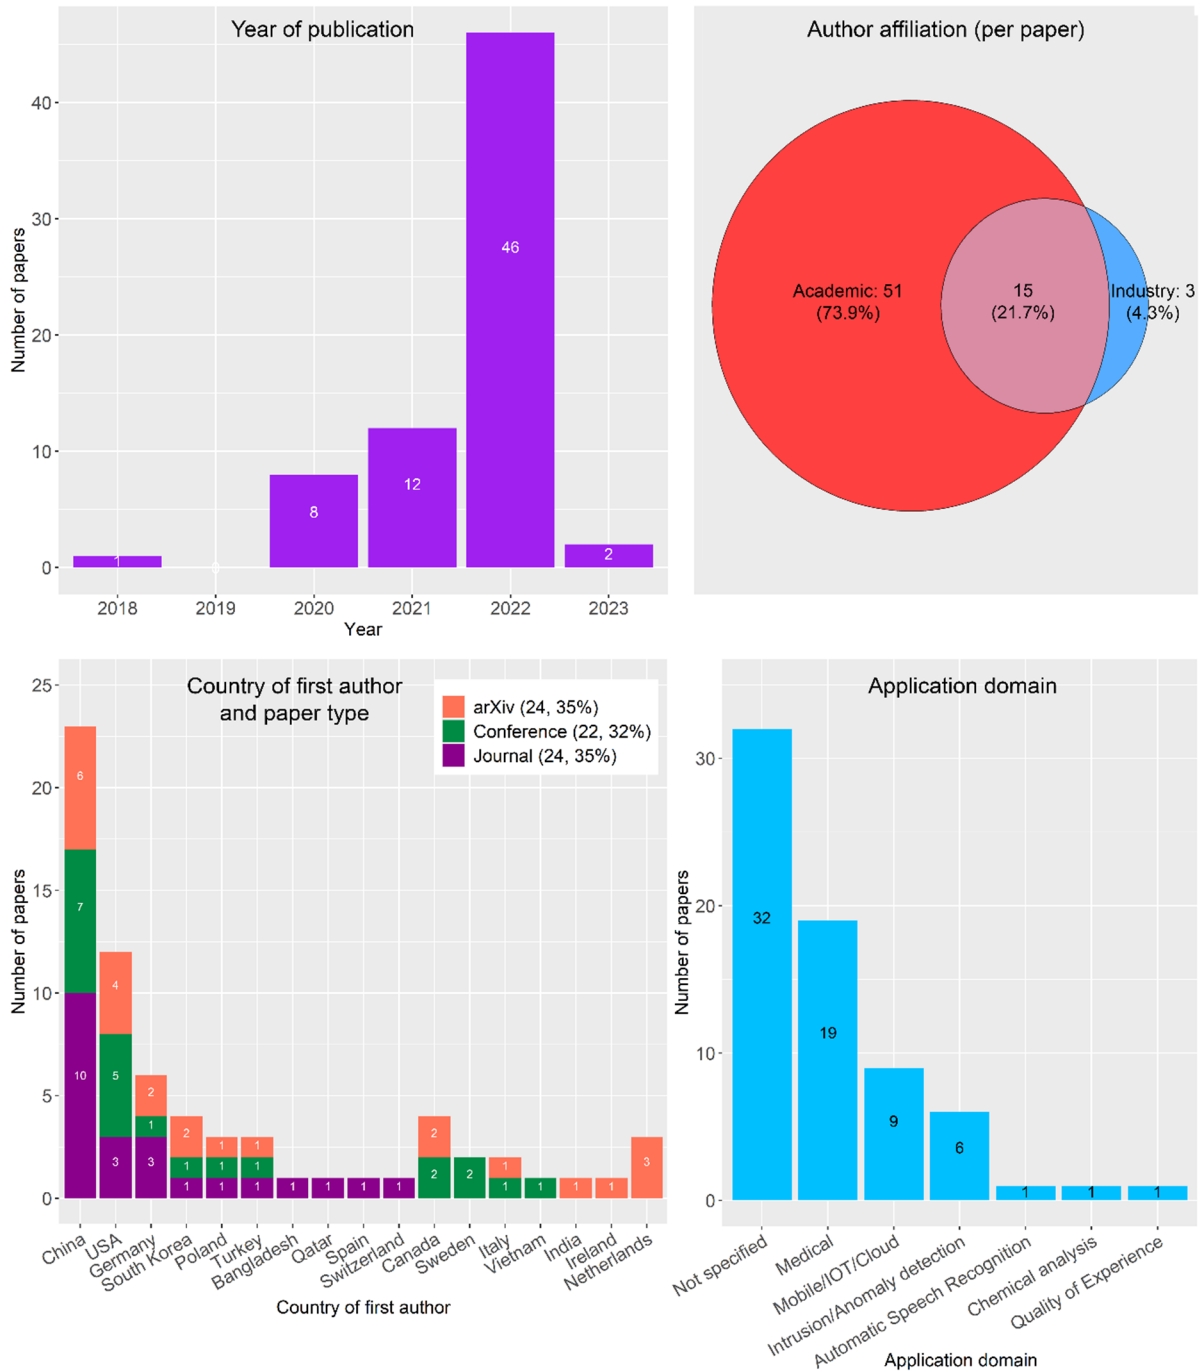 Year of publication
Number of papers
40
30
20
10
0
1
0
8
12
46
2
2018 2019 2020 2021 2022 2023
Year
Author affiliation (per paper)
Academic: 51
(73.9%)
15
(21.7%)
Industry: 3
(4.3%)
Country of first author
and paper type
arXiv (24, 35%)
Conference (22, 32%)
Journal (24, 35%)
Number of papers
25
20
15
10
5
0
6
7
10
4
5
3
2
1
3
2
1
1
1
1
1
1
1
1
1
1
1
1
2
2
2
1
1
1
1
1
3
China
USA
Germany
South Korea
Poland
Turkey
Bangladesh
Qatar
Spain
Switzerland
Canada
Sweden
Italy
Vietnam
India
Ireland
Netherlands
Country of first author
Application domain
Number of papers
30
20
10
0
32
19
9
6
1
1
1
Not specified
Medical
Mobile/IOT/Cloud
Intrusion/Anomaly detection
Automatic Speech Recognition
Chemical analysis
Quality of Experience
Application domain